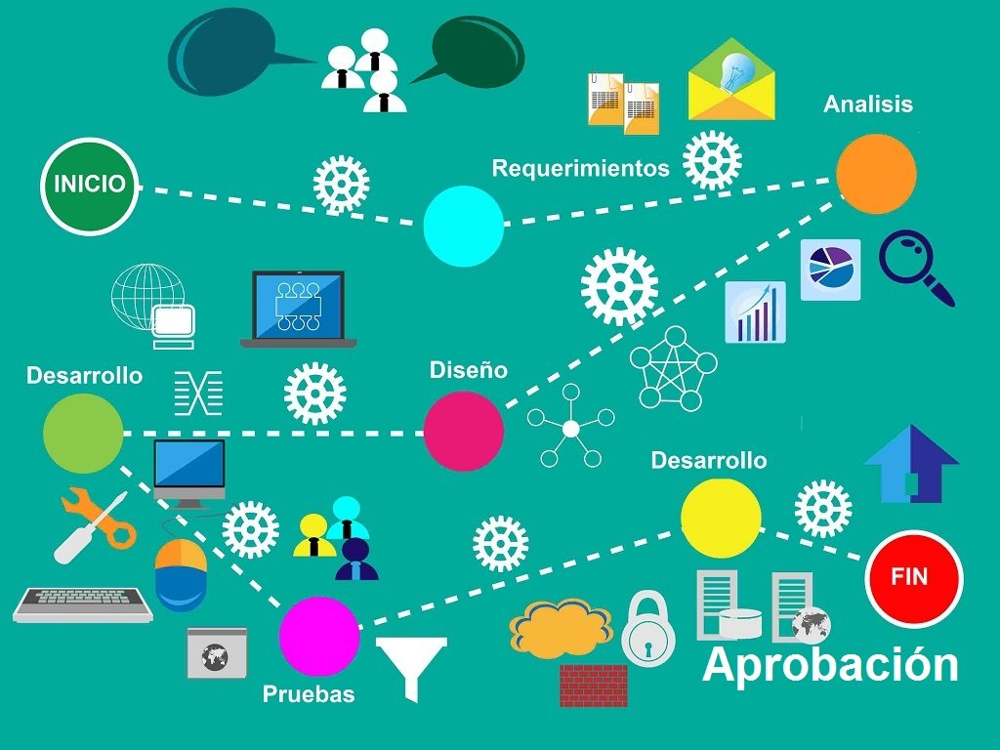 INICIO
Requerimientos
Analisis
Diseño
Desarrollo
Pruebas
Desarrollo
FIN
Aprobación